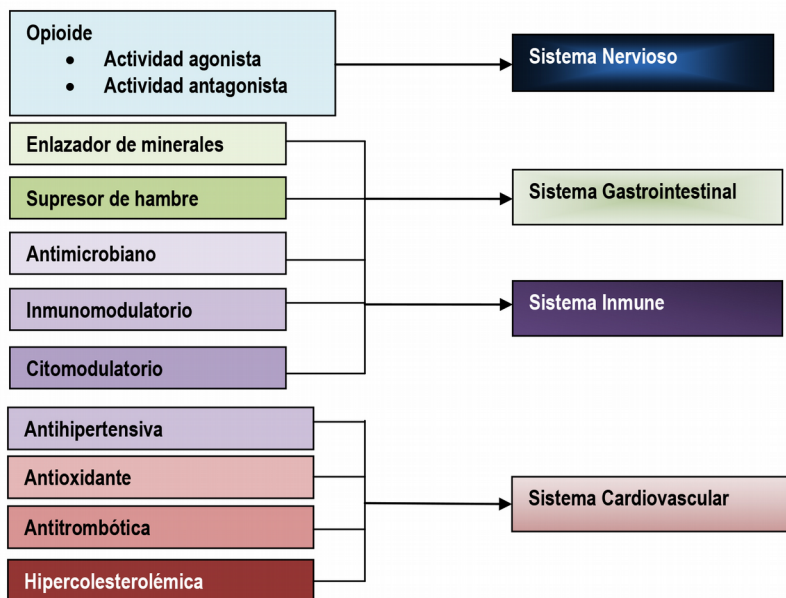 Opioide
• Actividad agonista
• Actividad antagonista
Sistema Nervioso
Enlazador de minerales
Supresor de hambre
Sistema Gastrointestinal
Antimicrobiano
Inmunomodulatorio
Sistema Inmune
Citomodulatorio
Antihipertensiva
Antioxidante
Sistema Cardiovascular
Antitrombótica
Hipercolesterolémica